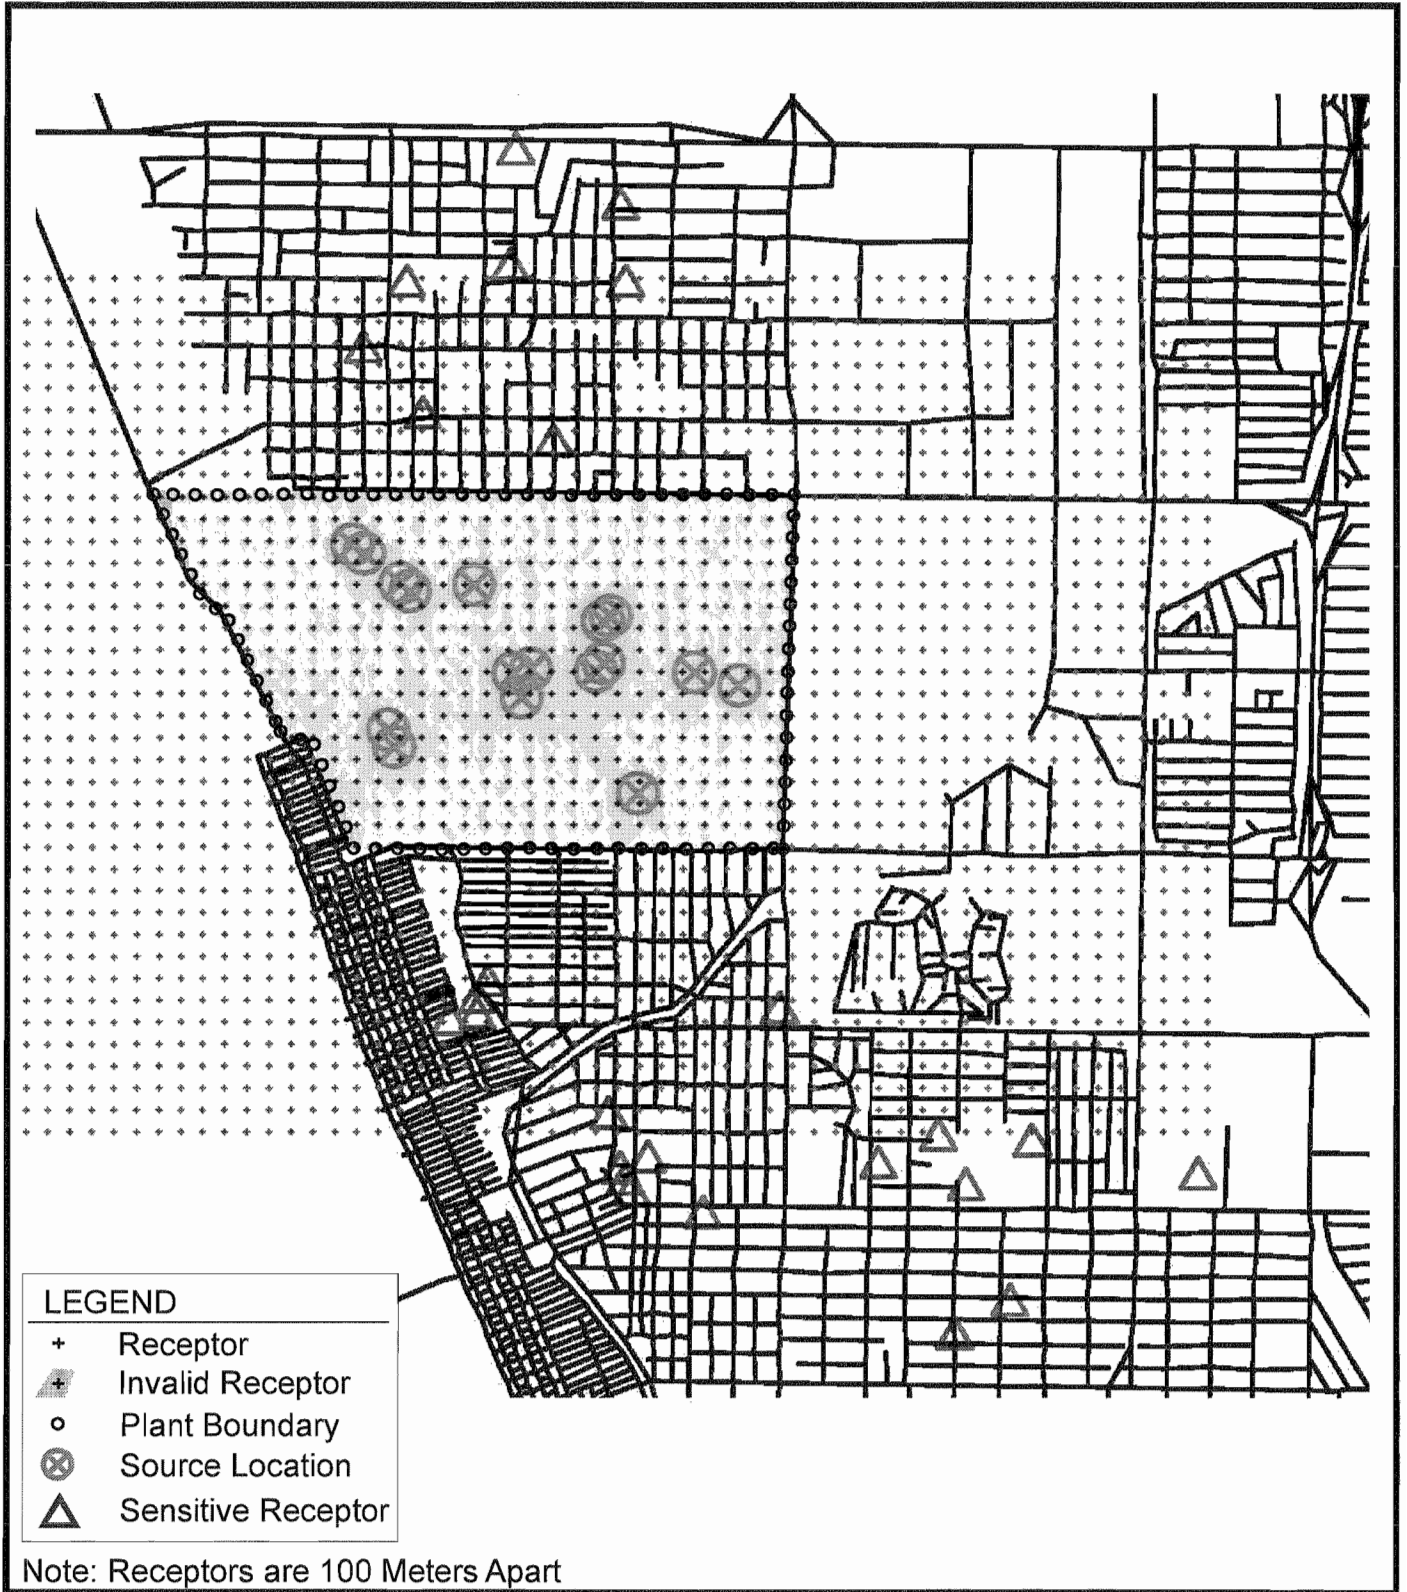 LEGEND
Receptor
Invalid Receptor
Plant Boundary
Source Location
Sensitive Receptor
Note: Receptors are 100 Meters Apart